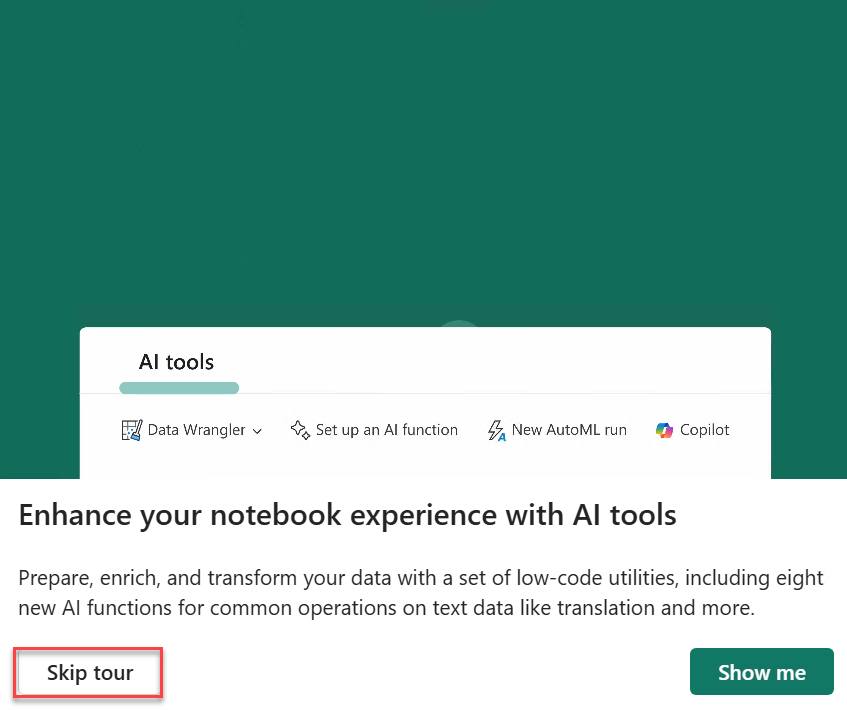 AI tools
Data Wrangler Set up an AI function New AutoML run Copilot
Enhance your notebook experience with AI tools
Prepare, enrich, and transform your data with a set of low-code utilities, including eight
new AI functions for common operations on text data like translation and more.
Skip tour Show me